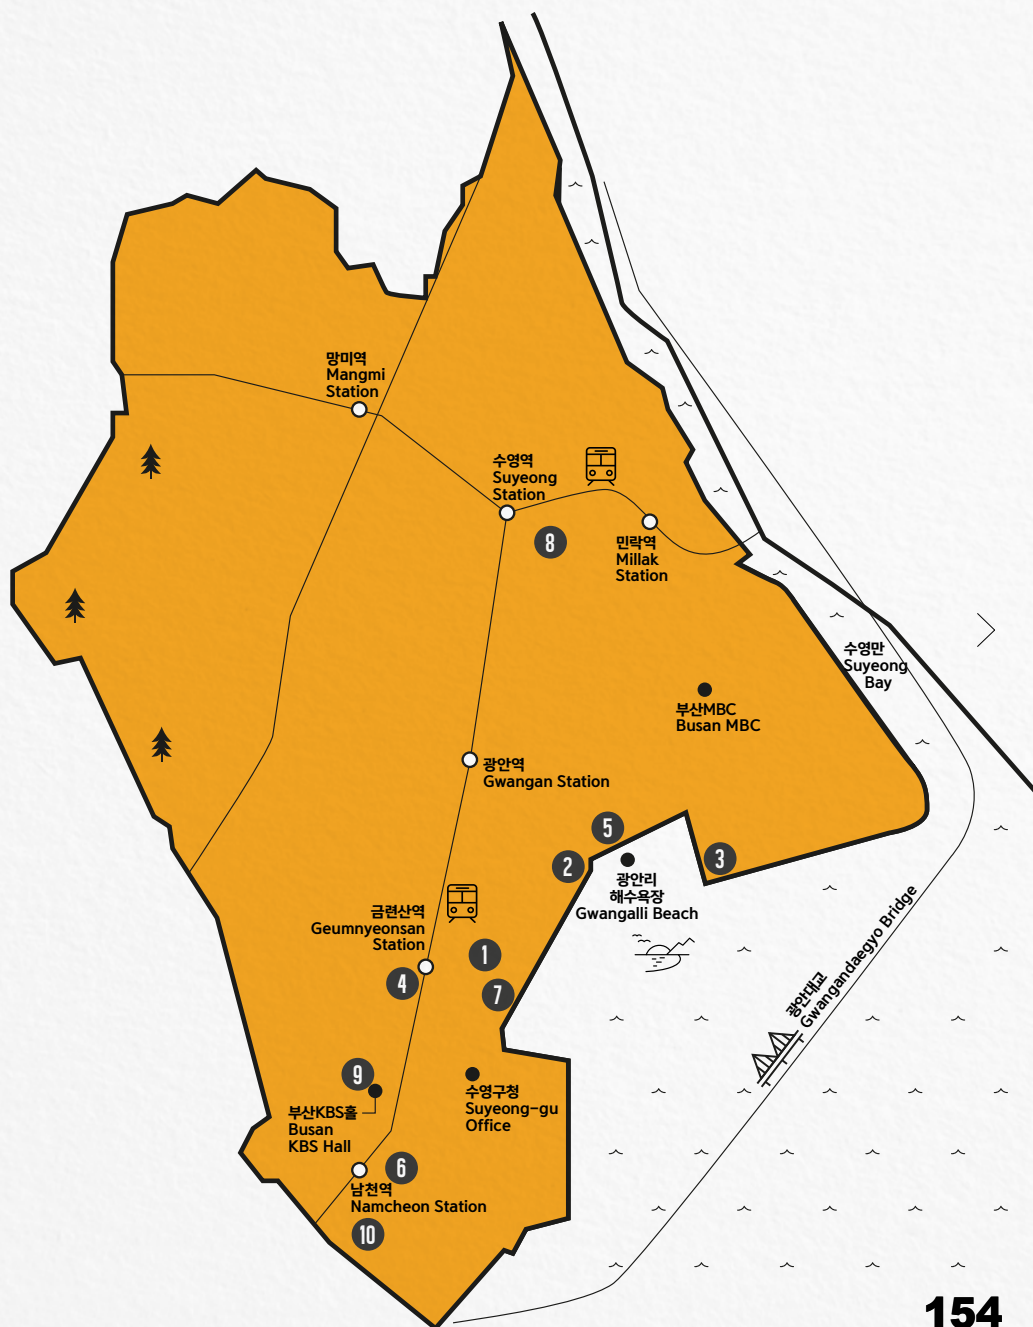 망미역
Mangmi
Station
수영역
Suyeong
Station
8
민락역
Millak
Station
수영만
Suyeong
Bay
부산MBC
Busan MBC
광안역
Gwangan Station
5
2
3
광안리
해수욕장
Gwangalli Beach
금련산역
Geumnyeonsan
Station
1
4
7
광안대교
Gwangandaegyo Bridge
9
부산KBS홀
Busan
KBS Hall
수영구청
Suyeong-gu
Office
6
남천역
Namcheon Station
10
154